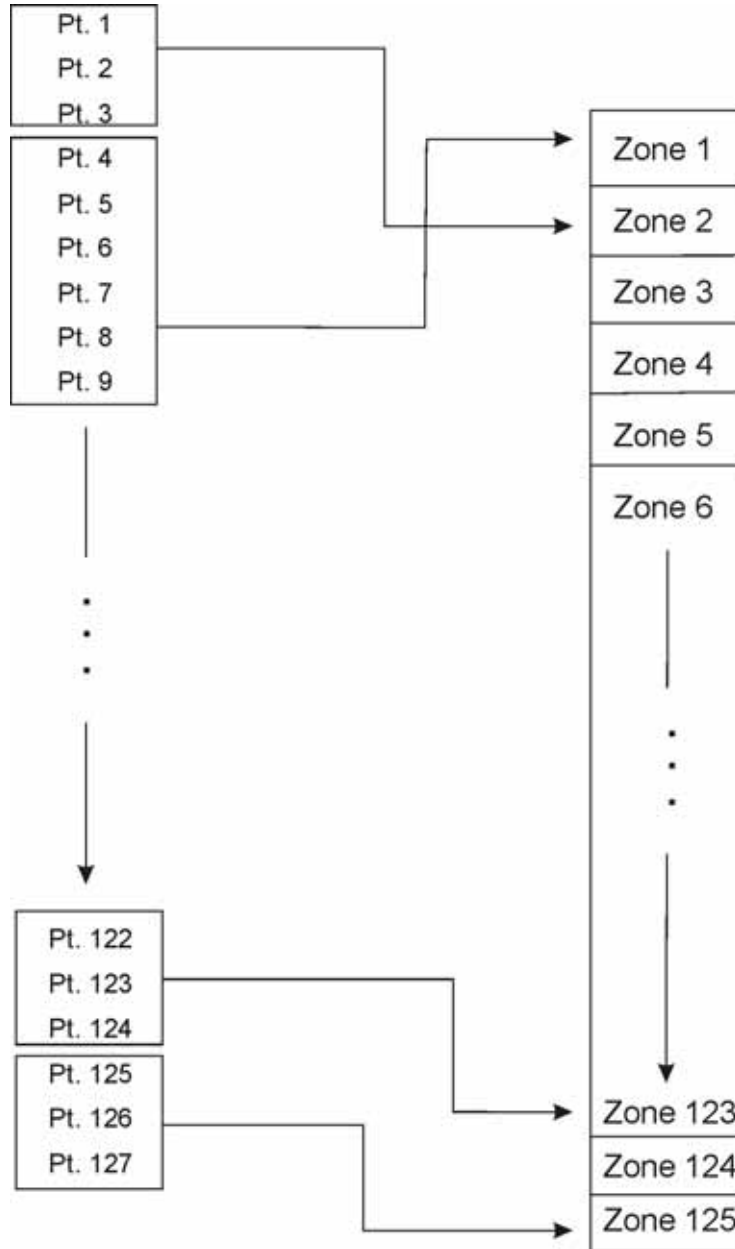 Pt. 1
Pt. 2
Pt. 3
Pt. 4
Pt. 5
Pt. 6
Pt. 7
Pt. 8
Pt. 9
Pt. 122
Pt. 123
Pt. 124
Pt. 125
Pt. 126
Pt. 127
Zone 1
Zone 2
Zone 3
Zone 4
Zone 5
Zone 6
Zone 123
Zone 124
Zone 125